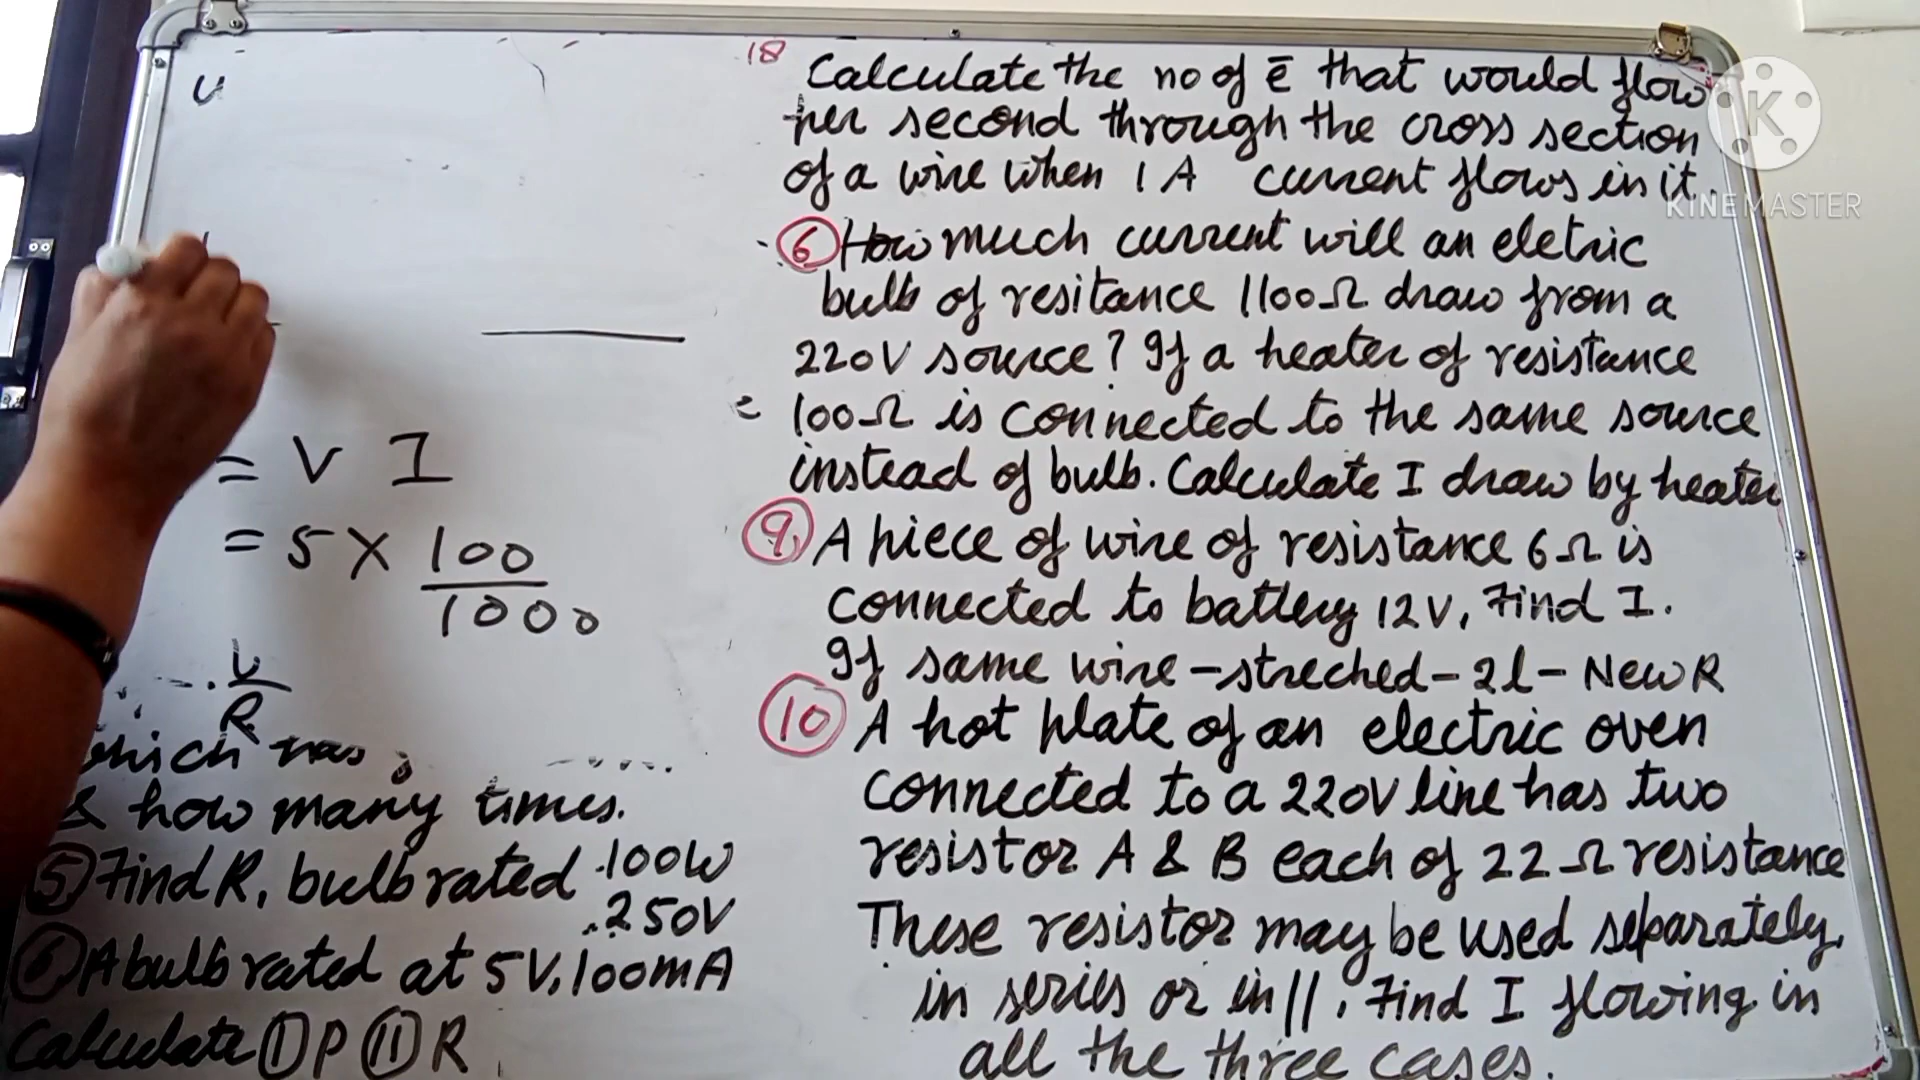 = V I
= 5 × 100
1000
V
R
how many times.
⑤ Find R, bulb rated 100W
250V
⑥ A bulb rated at 5V, 100mA
Calculate Ⓘ P ⒾⒾ R
18 Calculate the no of ē that would flow
per second through the cross section
of a wire when 1 A current flows in it.
⑥ How much current will an eletric
bulb of resitance 1100Ω draw from a
220V source? If a heater of resistance
100Ω is connected to the same source
instead of bulb. Calculate I draw by heater
⑨ A piece of wire of resistance 6Ω is
connected to battery 12V, Find I.
If same wire - streched - 2l - New R
⑩ A hot plate of an electric oven
connected to a 220V line has two
resistor A & B each of 22Ω resistance
These resistor may be used separately,
in series or in ||, Find I flowing in
all the three cases.
K
KINEMASTER